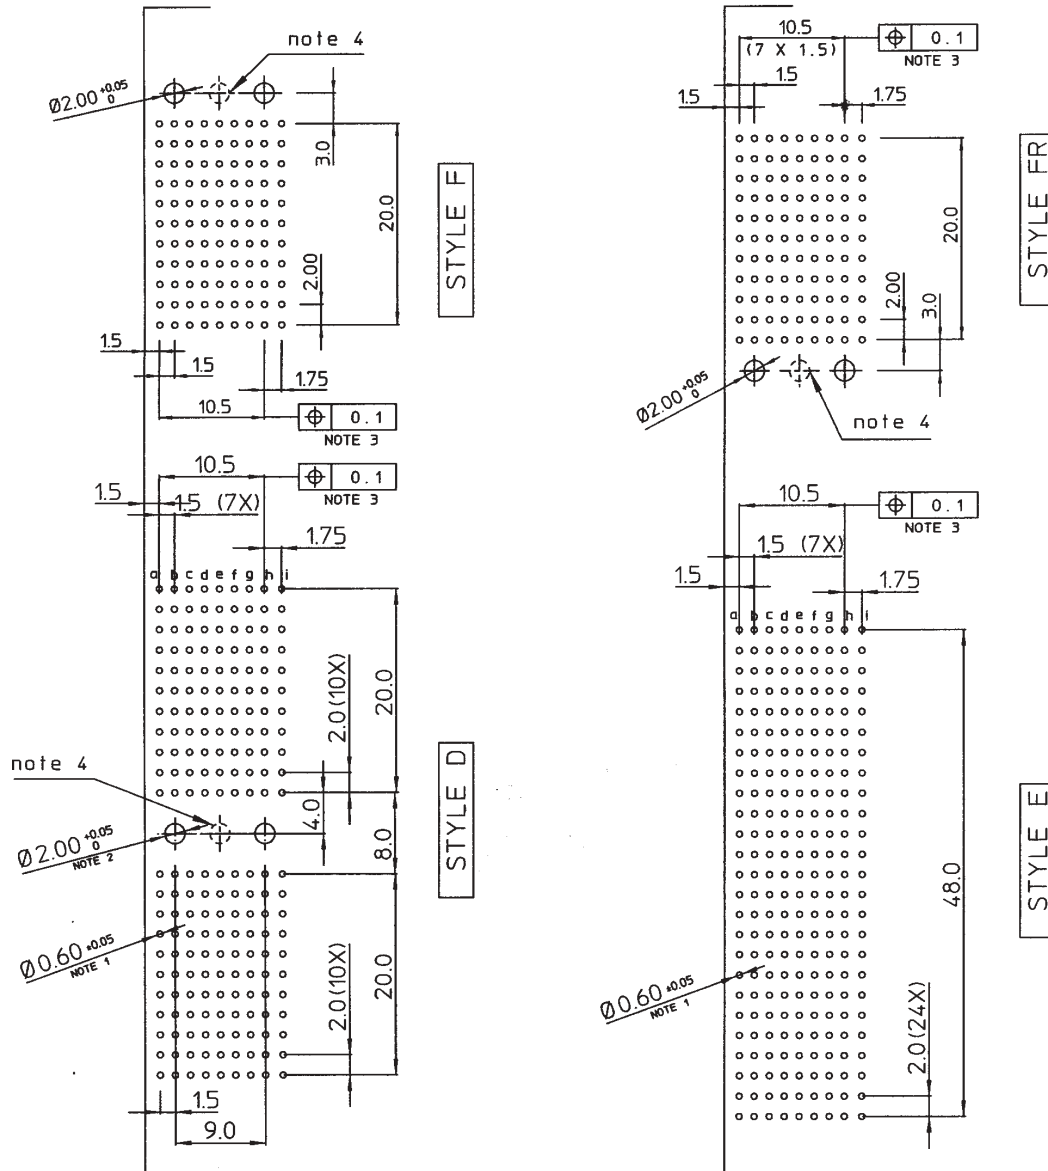 note 4
Ø2.00 +0.05 0
3.0
20.0
STYLE F
2.00
1.5
1.5
1.75
10.5
0.1
NOTE 3
10.5
0.1
NOTE 3
1.5
1.5 (7X)
1.75
a b c d e f g h i
2.0(10X)
20.0
note 4
4.0
8.0
STYLE D
Ø2.00 +0.05 0
NOTE 2
Ø0.60 ±0.05
NOTE 1
2.0(10X)
20.0
1.5
9.0
10.5
(7 X 1.5)
0.1
NOTE 3
1.5
1.5
1.75
STYLE FR
20.0
2.00
3.0
Ø2.00 +0.05 0
note 4
10.5
0.1
NOTE 3
1.5 (7X)
1.5
1.75
a b c d e f g h i
48.0
STYLE E
Ø0.60 ±0.05
NOTE 1
2.0(24X)